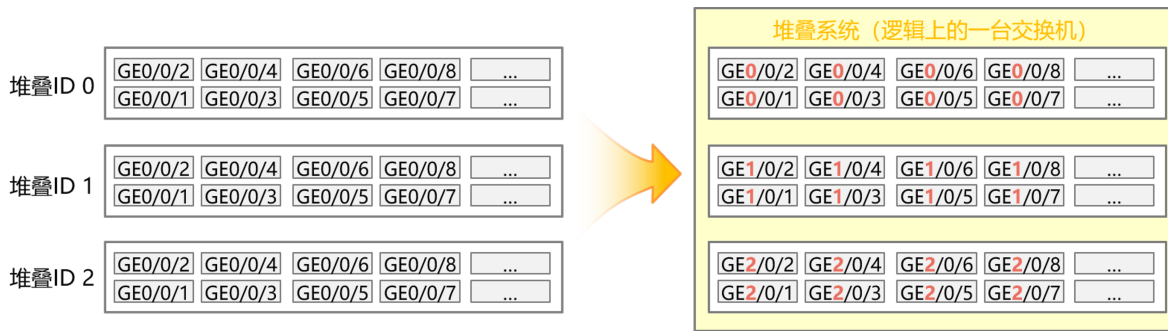 堆叠系统（逻辑上的一台交换机）
堆叠ID 0
GE0/0/2 GE0/0/4 GE0/0/6 GE0/0/8 ...
GE0/0/1 GE0/0/3 GE0/0/5 GE0/0/7 ...
堆叠ID 1
GE0/0/2 GE0/0/4 GE0/0/6 GE0/0/8 ...
GE0/0/1 GE0/0/3 GE0/0/5 GE0/0/7 ...
堆叠ID 2
GE0/0/2 GE0/0/4 GE0/0/6 GE0/0/8 ...
GE0/0/1 GE0/0/3 GE0/0/5 GE0/0/7 ...
GE0/0/2 GE0/0/4 GE0/0/6 GE0/0/8 ...
GE0/0/1 GE0/0/3 GE0/0/5 GE0/0/7 ...
GE1/0/2 GE1/0/4 GE1/0/6 GE1/0/8 ...
GE1/0/1 GE1/0/3 GE1/0/5 GE1/0/7 ...
GE2/0/2 GE2/0/4 GE2/0/6 GE2/0/8 ...
GE2/0/1 GE2/0/3 GE2/0/5 GE2/0/7 ...